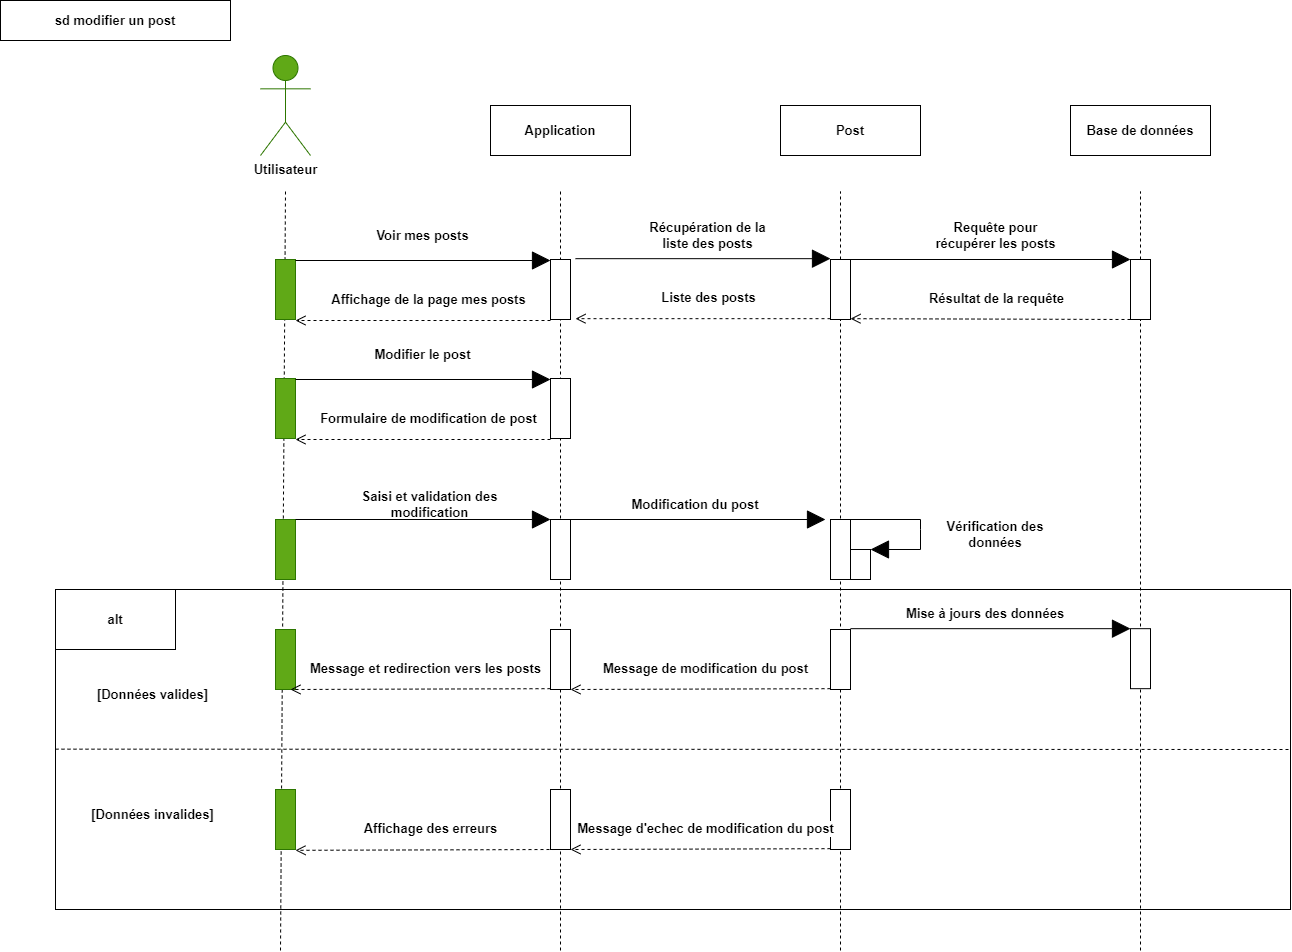 sd modifier un post
Utilisateur
Application
Post
Base de données
Voir mes posts
Récupération de la
liste des posts
Requête pour
récupérer les posts
Affichage de la page mes posts
Liste des posts
Résultat de la requête
Modifier le post
Formulaire de modification de post
Saisi et validation des
modification
Modification du post
Vérification des
données
alt
Mise à jours des données
Message et redirection vers les posts
Message de modification du post
[Données valides]
[Données invalides]
Affichage des erreurs
Message d'echec de modification du post